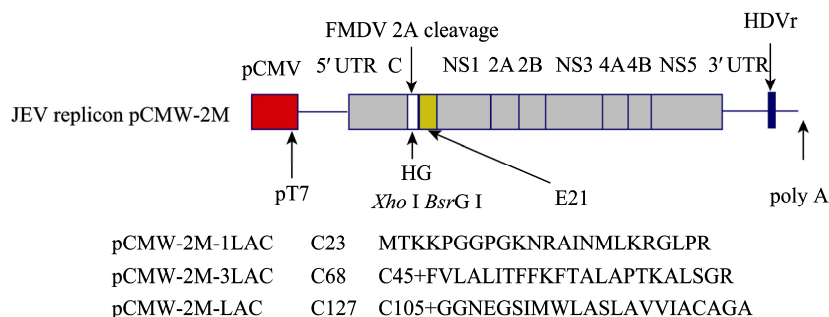 HDVr
FMDV 2A cleavage
pCMV 5′ UTR C NS1 2A 2B NS3 4A 4B NS5 3′ UTR
JEV replicon pCMW-2M
HG
pT7 Xho I BsrG I E21 poly A
pCMW-2M-1LAC C23 MTKKPGGPGKNRAINMLKRGLPR
pCMW-2M-3LAC C68 C45+FVLALITFFKFTALAPTKALSGR
pCMW-2M-LAC C127 C105+GGNEGSIMWLASLAVVIACAGA